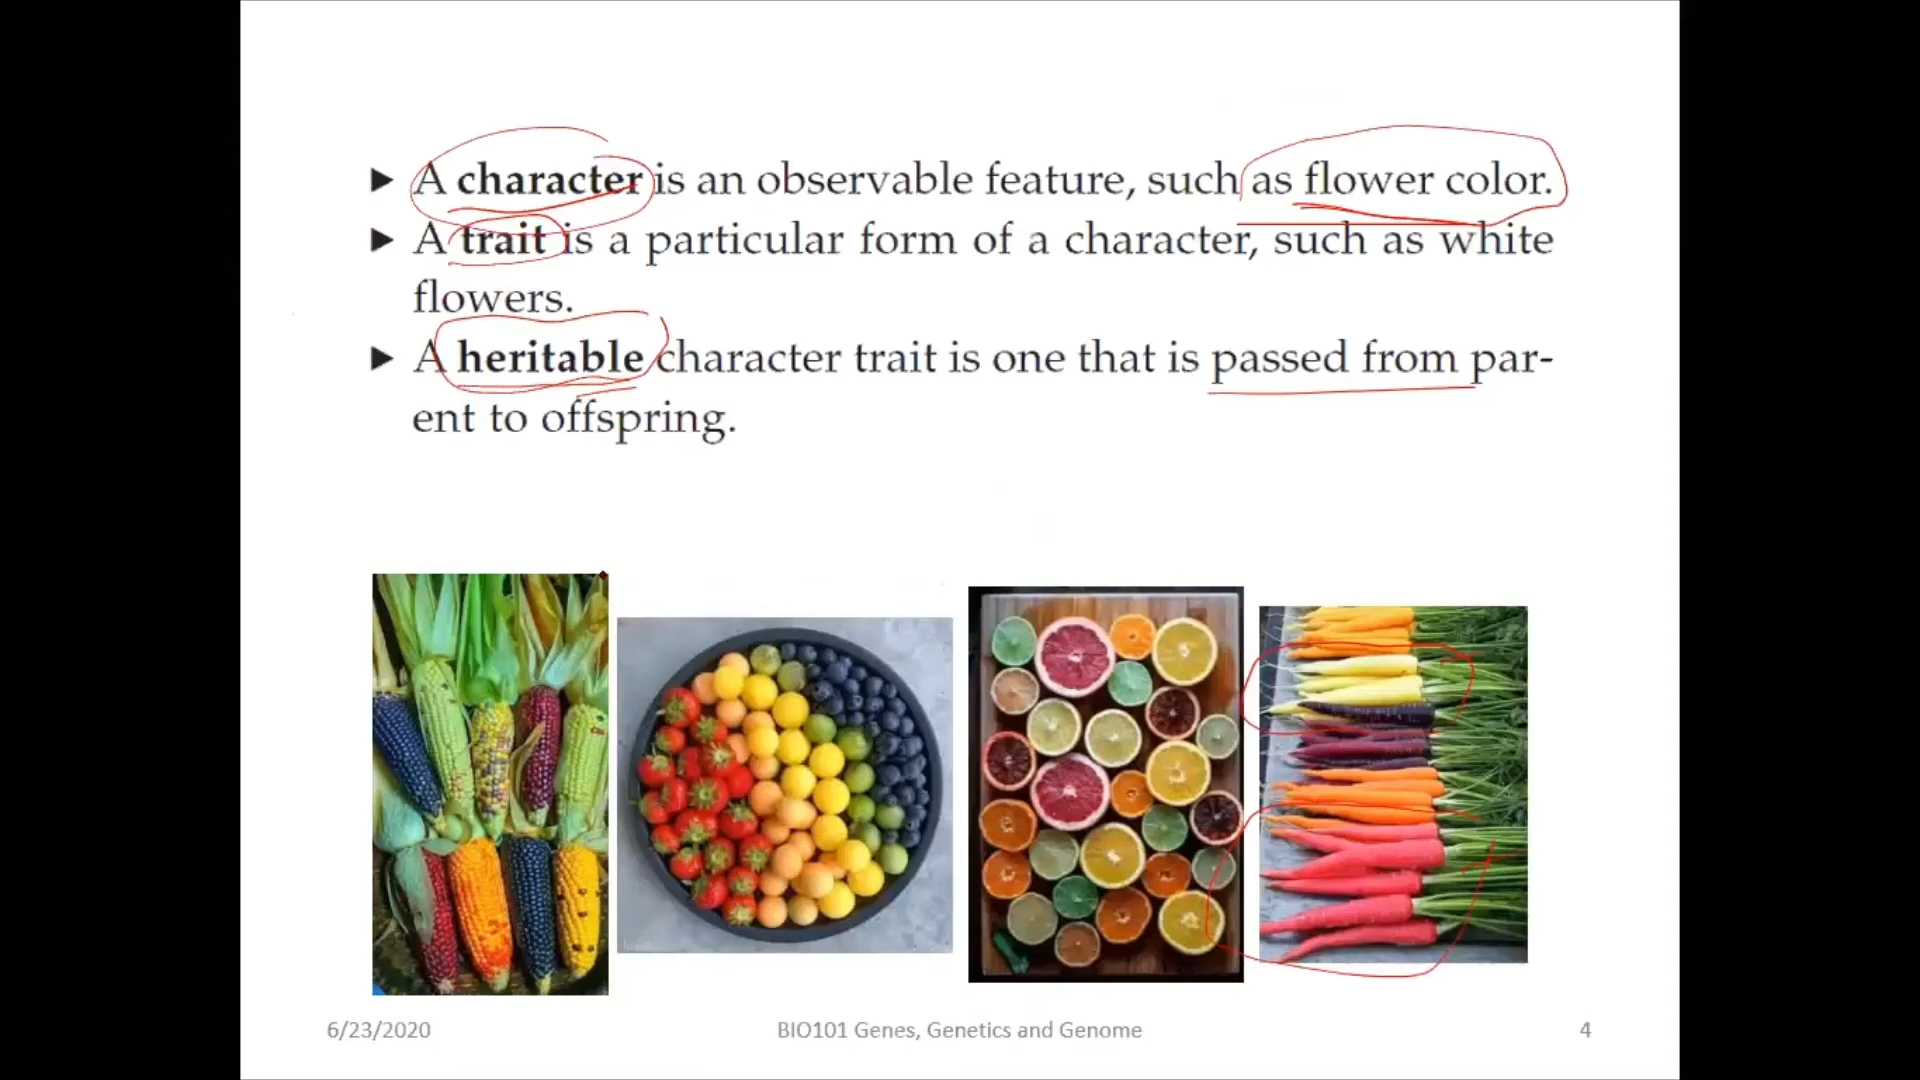 ▶ A character is an observable feature, such as flower color.
▶ A trait is a particular form of a character, such as white
flowers.
▶ A heritable character trait is one that is passed from par-
ent to offspring.
6/23/2020
BIO101 Genes, Genetics and Genome
4